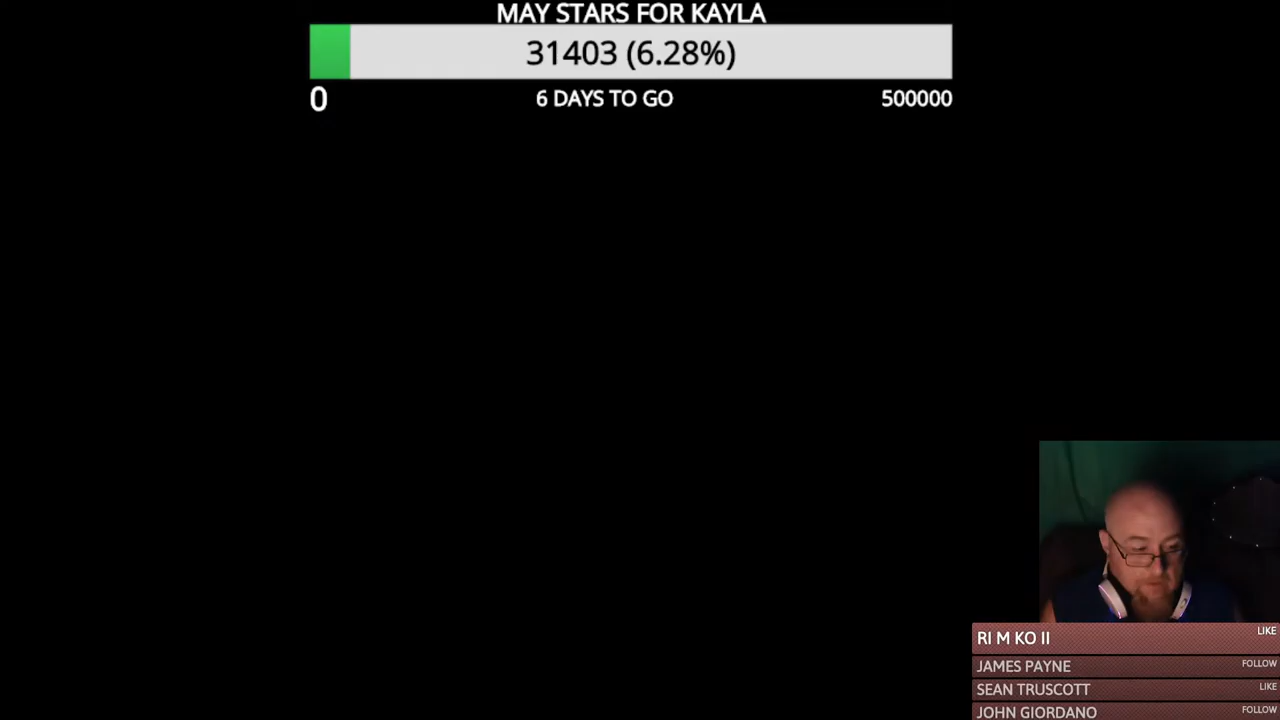 MAY STARS FOR KAYLA
31403 (6.28%)
0 6 DAYS TO GO 500000
RI M KO II LIKE
JAMES PAYNE FOLLOW
SEAN TRUSCOTT LIKE
JOHN GIORDANO FOLLOW